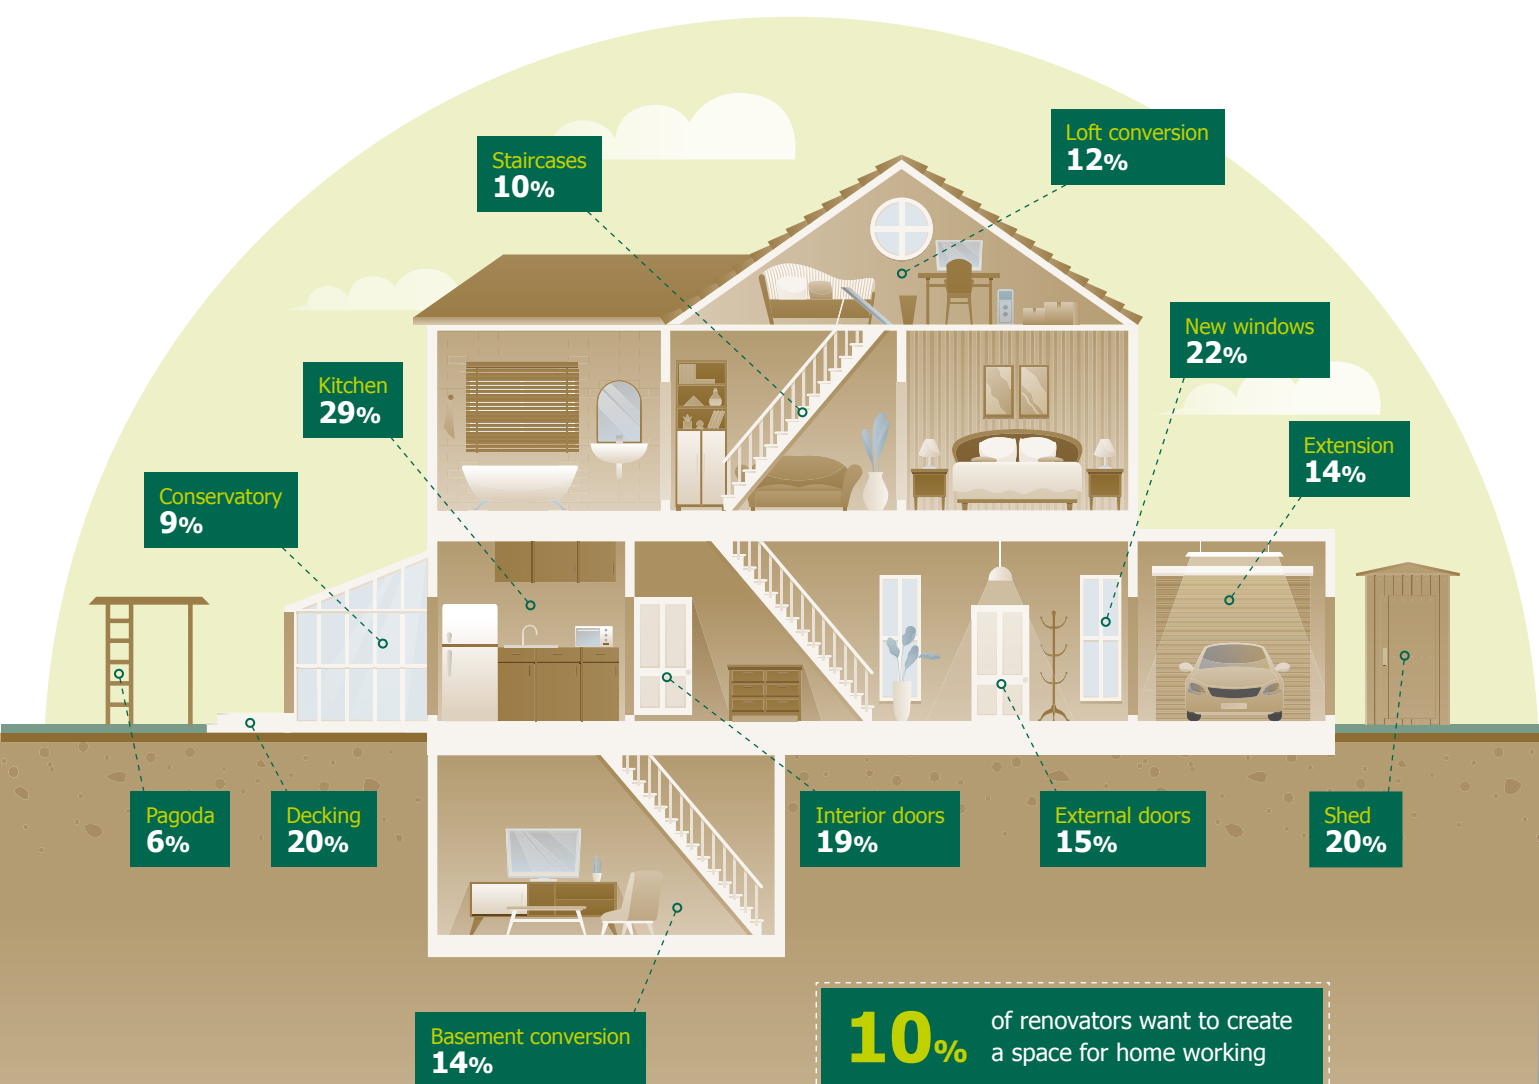 Loft conversion
12%
Staircases
10%
New windows
22%
Kitchen
29%
Extension
14%
Conservatory
9%
Pagoda
6%
Decking
20%
Interior doors
19%
External doors
15%
Shed
20%
Basement conversion
14%
10% of renovators want to create
a space for home working